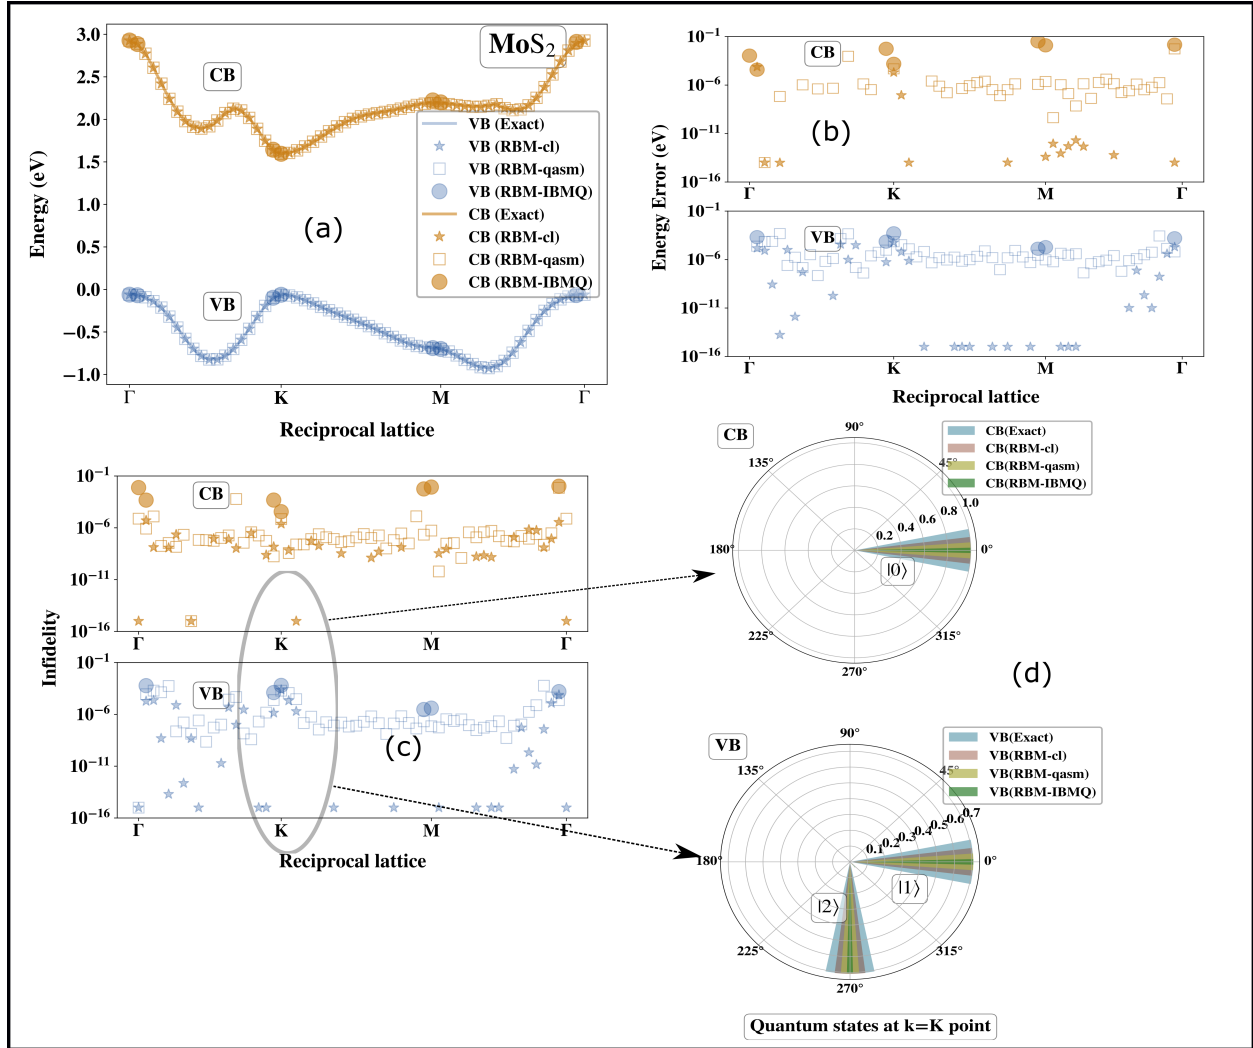 MoS₂
CB
VB
(a)
3.0
2.5
2.0
1.5
1.0
0.5
0.0
−0.5
−1.0
Energy (eV)
Γ K M Γ
Reciprocal lattice
VB (Exact)
VB (RBM-cl)
VB (RBM-qasm)
VB (RBM-IBMQ)
CB (Exact)
CB (RBM-cl)
CB (RBM-qasm)
CB (RBM-IBMQ)
CB
(b)
10⁻¹
10⁻⁶
10⁻¹¹
10⁻¹⁶
Γ K M Γ
VB
10⁻¹
10⁻⁶
10⁻¹¹
10⁻¹⁶
Energy Error (eV)
Γ K M Γ
Reciprocal lattice
CB
10⁻¹
10⁻⁶
10⁻¹¹
10⁻¹⁶
Γ K M Γ
Infidelity
VB
(c)
10⁻¹
10⁻⁶
10⁻¹¹
10⁻¹⁶
Γ K M Γ
Reciprocal lattice
CB
90°
45°
135°
180°
0°
225°
315°
270°
0.2 0.4 0.6 0.8 1.0
|0⟩
CB(Exact)
CB(RBM-cl)
CB(RBM-qasm)
CB(RBM-IBMQ)
(d)
VB
90°
45°
135°
180°
0°
225°
315°
270°
0.1 0.2 0.3 0.4 0.5 0.6 0.7
|1⟩
|2⟩
VB(Exact)
VB(RBM-cl)
VB(RBM-qasm)
VB(RBM-IBMQ)
Quantum states at k=K point